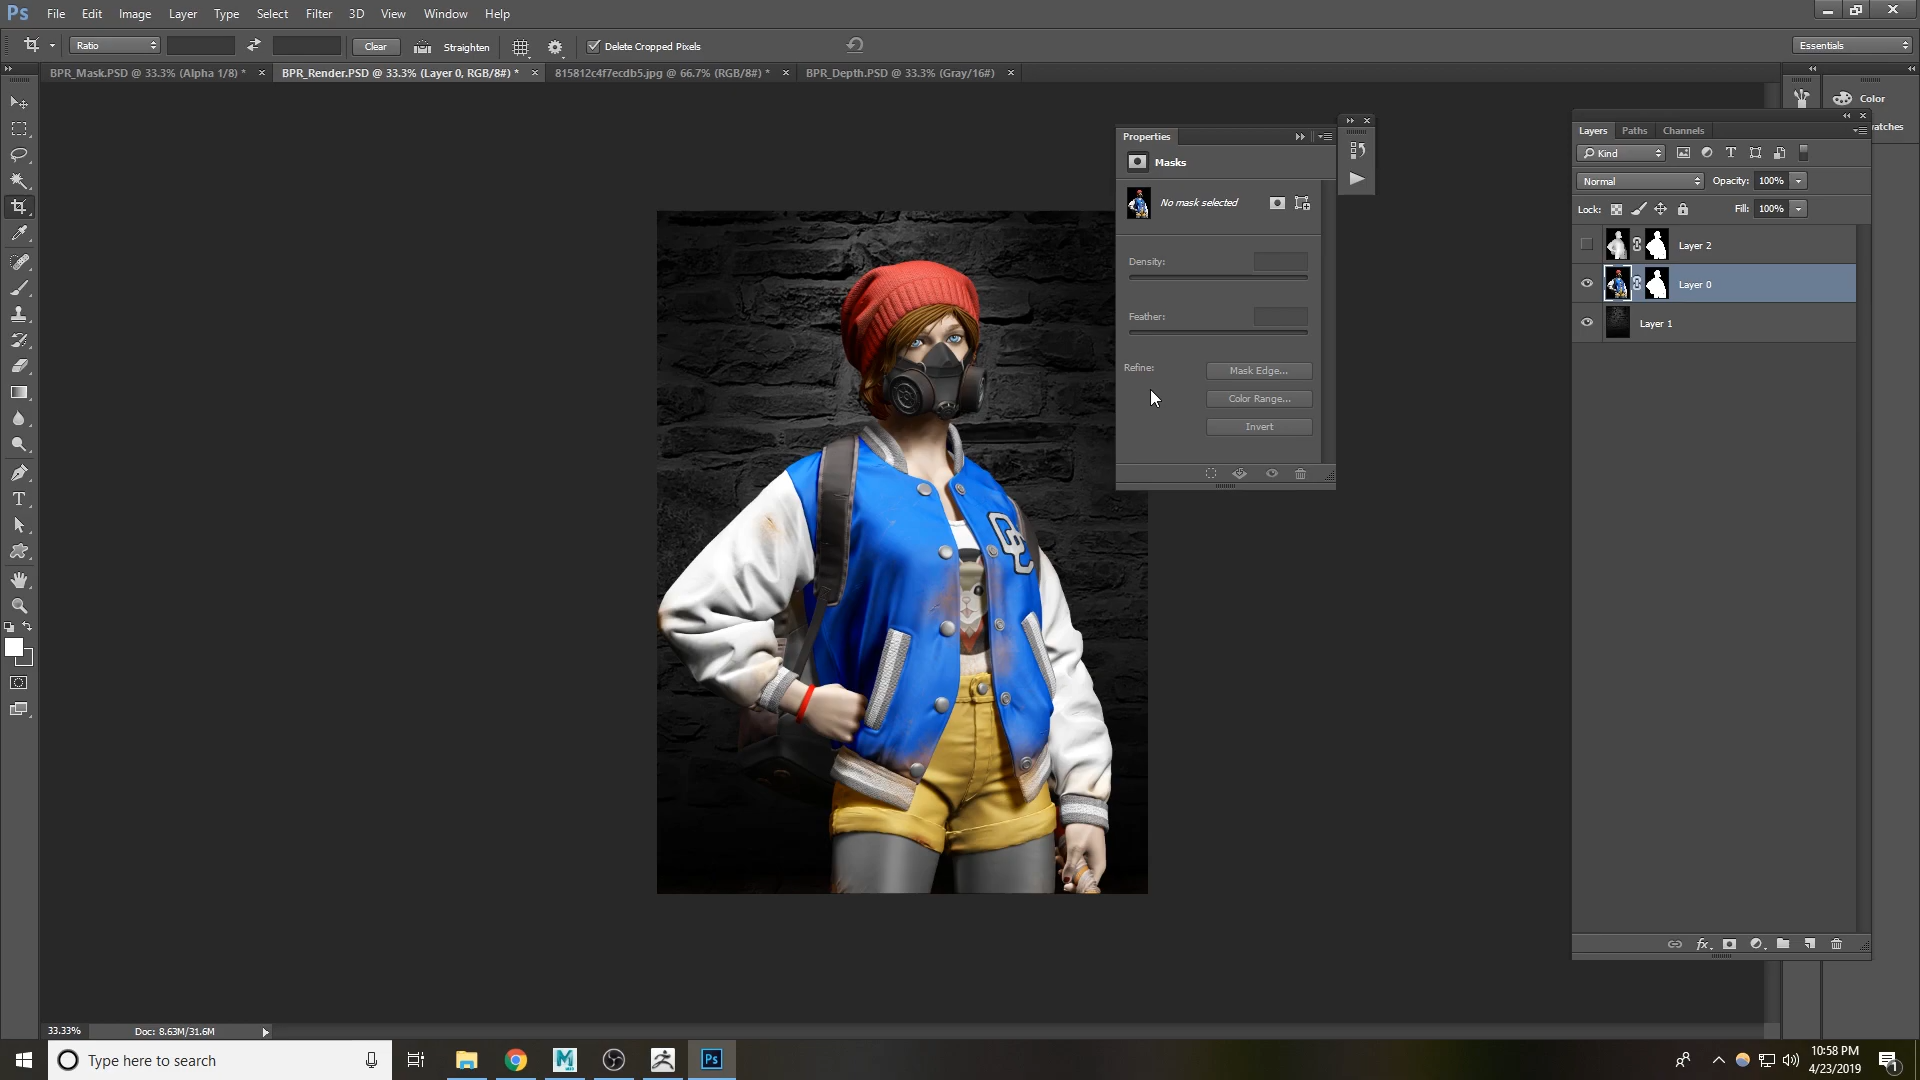 Ps File Edit Image Layer Type Select Filter 3D View Window Help
Ratio Clear Straighten Delete Cropped Pixels Essentials
BPR_Mask.PSD @ 33.3% (Alpha 1/8) * BPR_Render.PSD @ 33.3% (Layer 0, RGB/8#) * 815812c4f7ecdb5.jpg @ 66.7% (RGB/8#) * BPR_Depth.PSD @ 33.3% (Gray/16#)
Color
atches
Properties
Masks
No mask selected
Density:
Feather:
Refine:
Mask Edge...
Color Range...
Invert
Layers Paths Channels
Kind
Normal Opacity: 100%
Lock: Fill: 100%
Layer 2
Layer 0
Layer 1
fx
T
33.33% Doc: 8.63M/31.6M
Type here to search
M
Ps
10:58 PM
4/23/2019
1